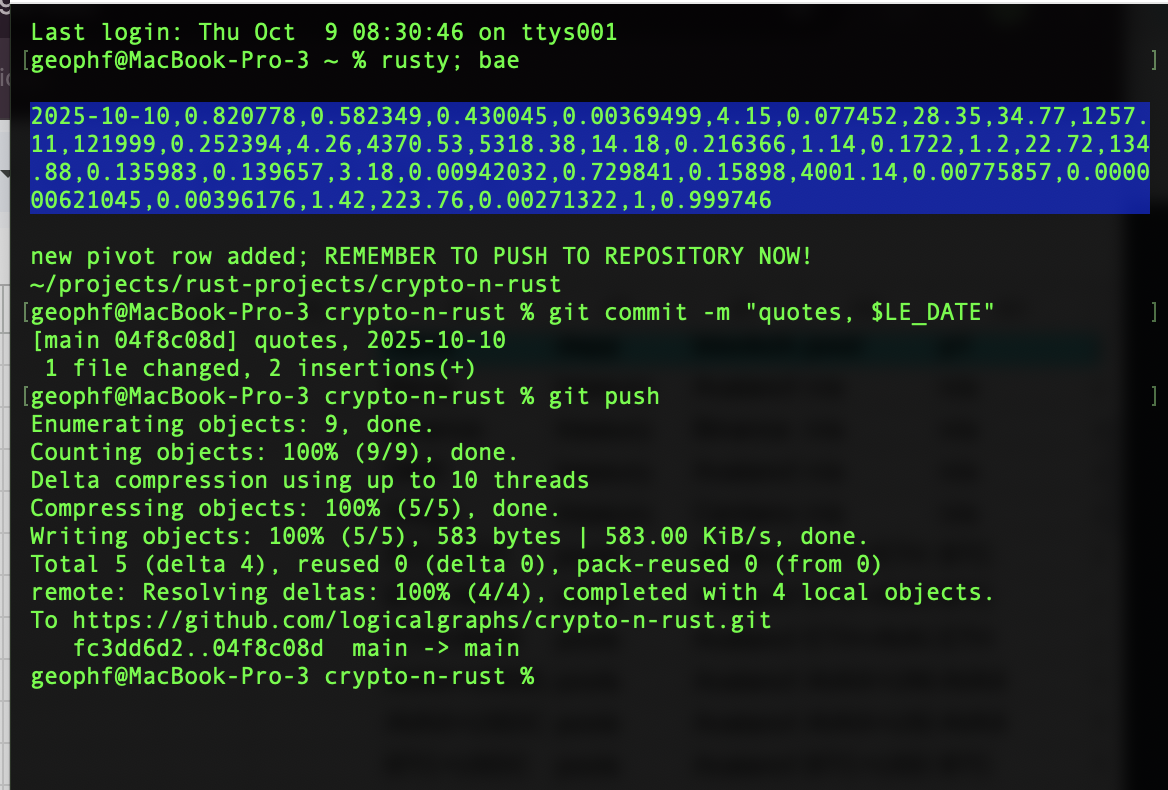 Last login: Thu Oct  9 08:30:46 on ttys001
[geophf@MacBook-Pro-3 ~ % rusty; bae ]
2025-10-10,0.820778,0.582349,0.430045,0.00369499,4.15,0.077452,28.35,34.77,1257.
11,121999,0.252394,4.26,4370.53,5318.38,14.18,0.216366,1.14,0.1722,1.2,22.72,134
.88,0.135983,0.139657,3.18,0.00942032,0.729841,0.15898,4001.14,0.00775857,0.0000
00621045,0.00396176,1.42,223.76,0.00271322,1,0.999746
new pivot row added; REMEMBER TO PUSH TO REPOSITORY NOW!
~/projects/rust-projects/crypto-n-rust
[geophf@MacBook-Pro-3 crypto-n-rust % git commit -m "quotes, $LE_DATE" ]
[main 04f8c08d] quotes, 2025-10-10
 1 file changed, 2 insertions(+)
[geophf@MacBook-Pro-3 crypto-n-rust % git push ]
Enumerating objects: 9, done.
Counting objects: 100% (9/9), done.
Delta compression using up to 10 threads
Compressing objects: 100% (5/5), done.
Writing objects: 100% (5/5), 583 bytes | 583.00 KiB/s, done.
Total 5 (delta 4), reused 0 (delta 0), pack-reused 0 (from 0)
remote: Resolving deltas: 100% (4/4), completed with 4 local objects.
To https://github.com/logicalgraphs/crypto-n-rust.git
   fc3dd6d2..04f8c08d  main -> main
geophf@MacBook-Pro-3 crypto-n-rust %